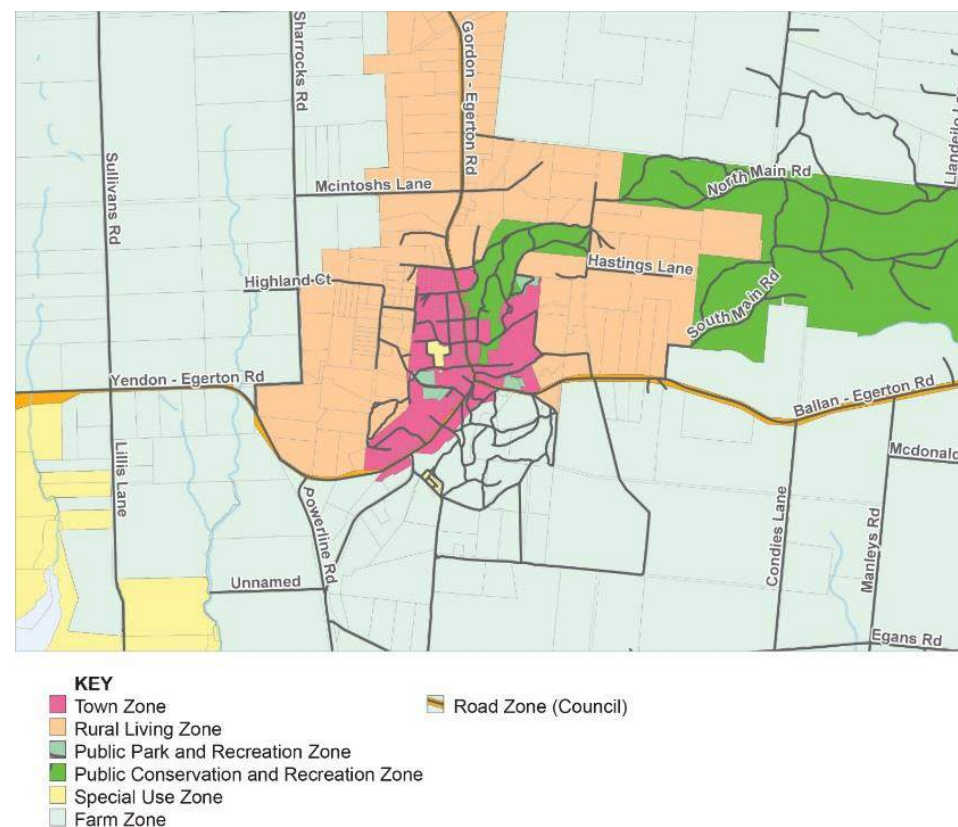 Sharrocks Rd
Gordon - Egerton Rd
Sullivans Rd
Mcintoshs Lane
North Main Rd
Highland Ct
Hastings Lane
South Main Rd
Yendon - Egerton Rd
Ballan - Egerton Rd
Lillis Lane
Powerline Rd
Mcdonald
Condies Lane
Manleys Rd
Unnamed
Egans Rd
KEY
Town Zone
Rural Living Zone
Public Park and Recreation Zone
Public Conservation and Recreation Zone
Special Use Zone
Farm Zone
Road Zone (Council)